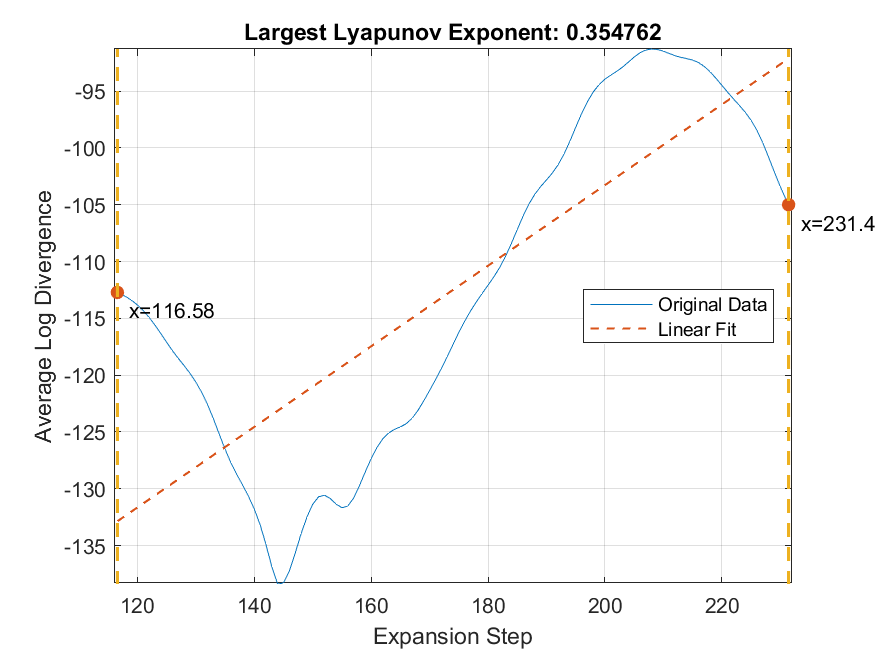 Largest Lyapunov Exponent: 0.354762
Average Log Divergence
-95
-100
-105
-110
-115
-120
-125
-130
-135
x=116.58
x=231.4
Original Data
Linear Fit
120 140 160 180 200 220
Expansion Step